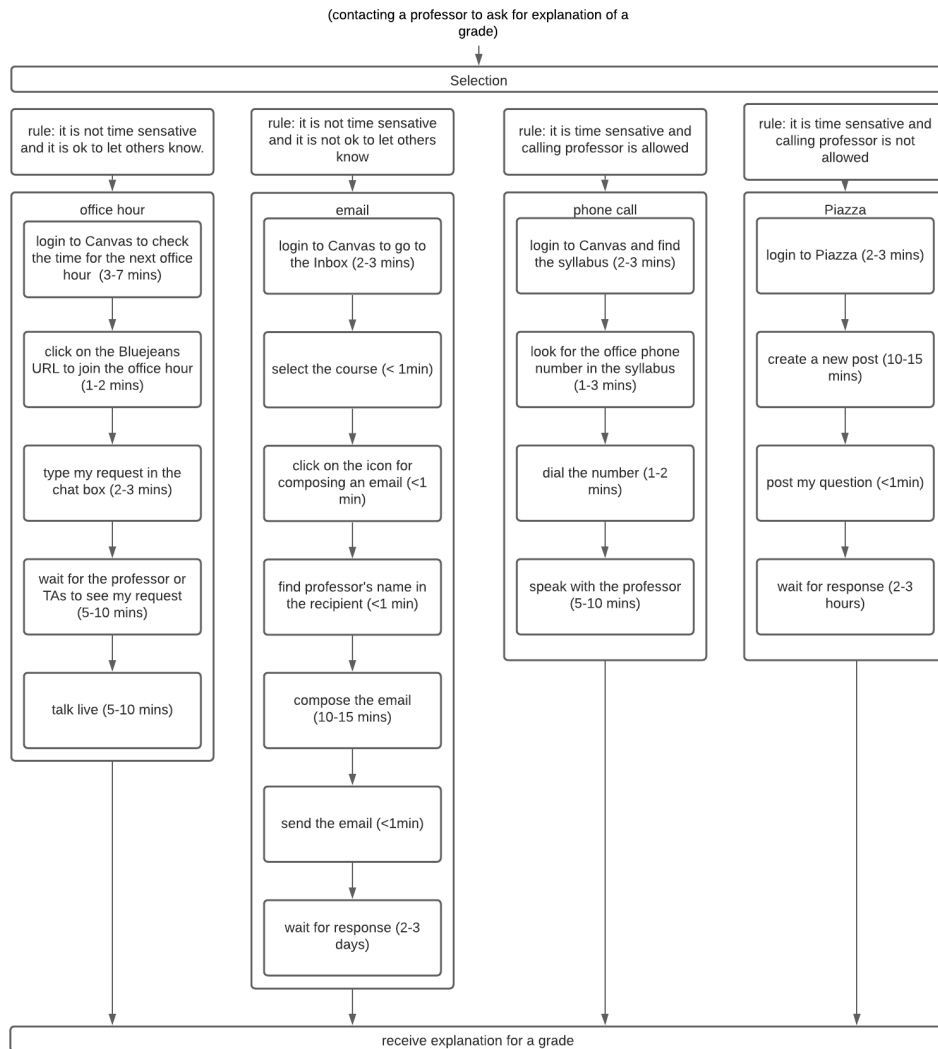 (contacting a professor to ask for explanation of a
grade)
Selection
rule: it is not time sensative
and it is ok to let others know.
office hour
login to Canvas to check
the time for the next office
hour (3-7 mins)
click on the Bluejeans
URL to join the office hour
(1-2 mins)
type my request in the
chat box (2-3 mins)
wait for the professor or
TAs to see my request
(5-10 mins)
talk live (5-10 mins)
rule: it is not time sensative
and it is not ok to let others
know
email
login to Canvas to go to
the Inbox (2-3 mins)
select the course (< 1min)
click on the icon for
composing an email (<1
min)
find professor's name in
the recipient (<1 min)
compose the email
(10-15 mins)
send the email (<1min)
wait for response (2-3
days)
rule: it is time sensative and
calling professor is allowed
phone call
login to Canvas and find
the syllabus (2-3 mins)
look for the office phone
number in the syllabus
(1-3 mins)
dial the number (1-2
mins)
speak with the professor
(5-10 mins)
rule: it is time sensative and
calling professor is not
allowed
Piazza
login to Piazza (2-3 mins)
create a new post (10-15
mins)
post my question (<1min)
wait for response (2-3
hours)
receive explanation for a grade